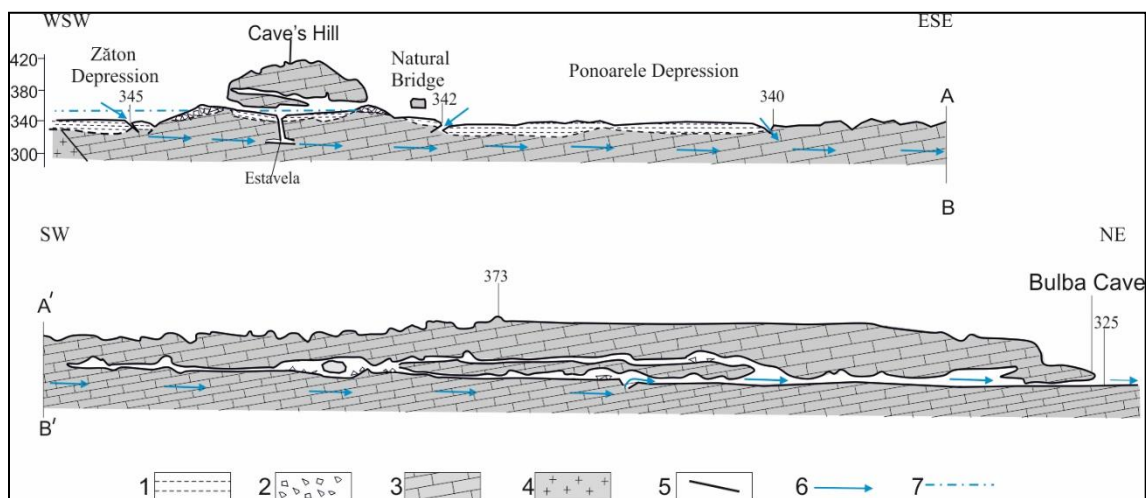 WSW
ESE
Cave's Hill
Zăton
Depression
Natural
Bridge
Ponoarele Depression
420
380
340
300
345
342
340
A
Estavela
B
SW
NE
373
Bulba Cave
A'
325
B'
1
2
3
4
5
6
7